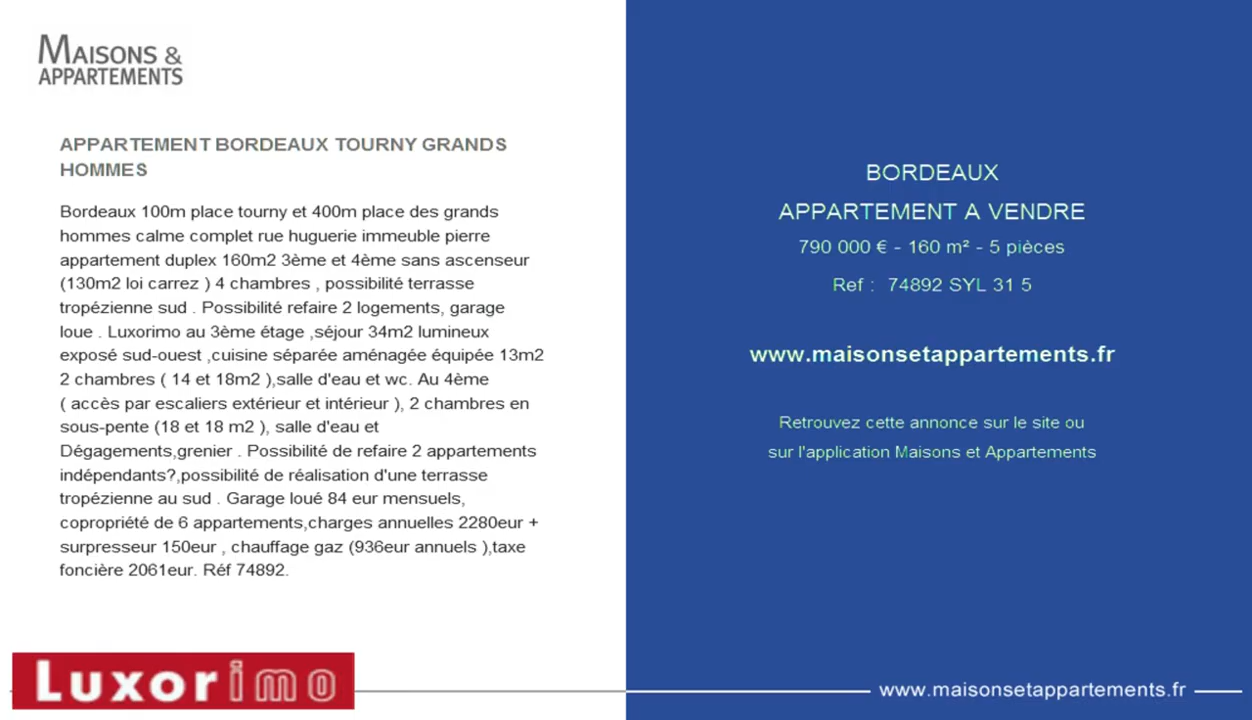 MAISONS &
APPARTEMENTS
APPARTEMENT BORDEAUX TOURNY GRANDS
HOMMES
Bordeaux 100m place tourny et 400m place des grands
hommes calme complet rue huguerie immeuble pierre
appartement duplex 160m2 3ème et 4ème sans ascenseur
(130m2 loi carrez ) 4 chambres , possibilité terrasse
tropézienne sud . Possibilité refaire 2 logements, garage
loue . Luxorimo au 3ème étage ,séjour 34m2 lumineux
exposé sud-ouest ,cuisine séparée aménagée équipée 13m2
2 chambres ( 14 et 18m2 ),salle d'eau et wc. Au 4ème
( accès par escaliers extérieur et intérieur ), 2 chambres en
sous-pente (18 et 18 m2 ), salle d'eau et
Dégagements,grenier . Possibilité de refaire 2 appartements
indépendants?,possibilité de réalisation d'une terrasse
tropézienne au sud . Garage loué 84 eur mensuels,
copropriété de 6 appartements,charges annuelles 2280eur +
surpresseur 150eur , chauffage gaz (936eur annuels ),taxe
foncière 2061eur. Réf 74892.
Luxorimo
BORDEAUX
APPARTEMENT A VENDRE
790 000 € - 160 m² - 5 pièces
Ref : 74892 SYL 31 5
www.maisonsetappartements.fr
Retrouvez cette annonce sur le site ou
sur l'application Maisons et Appartements
www.maisonsetappartements.fr